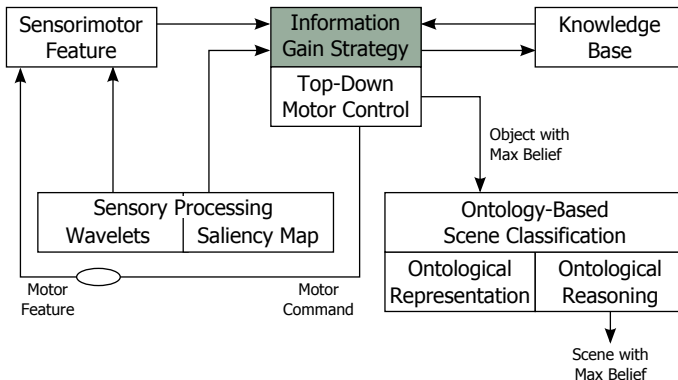 Sensorimotor
Feature
Information
Gain Strategy
Knowledge
Base
Top-Down
Motor Control
Object with
Max Belief
Sensory Processing
Wavelets
Saliency Map
Ontology-Based
Scene Classification
Ontological
Representation
Ontological
Reasoning
Motor
Feature
Motor
Command
Scene with
Max Belief